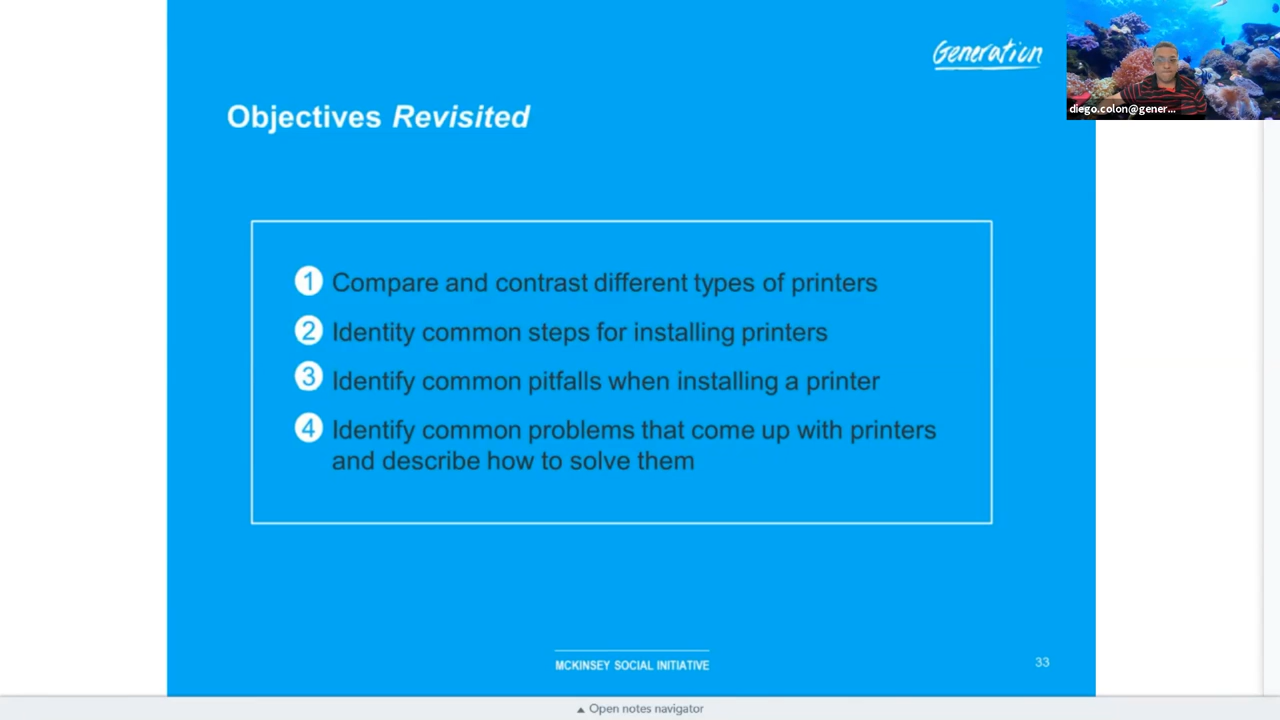 Generation
diego.colon@gener...
Objectives Revisited
1 Compare and contrast different types of printers
2 Identity common steps for installing printers
3 Identify common pitfalls when installing a printer
4 Identify common problems that come up with printers
and describe how to solve them
MCKINSEY SOCIAL INITIATIVE
33
▲ Open notes navigator